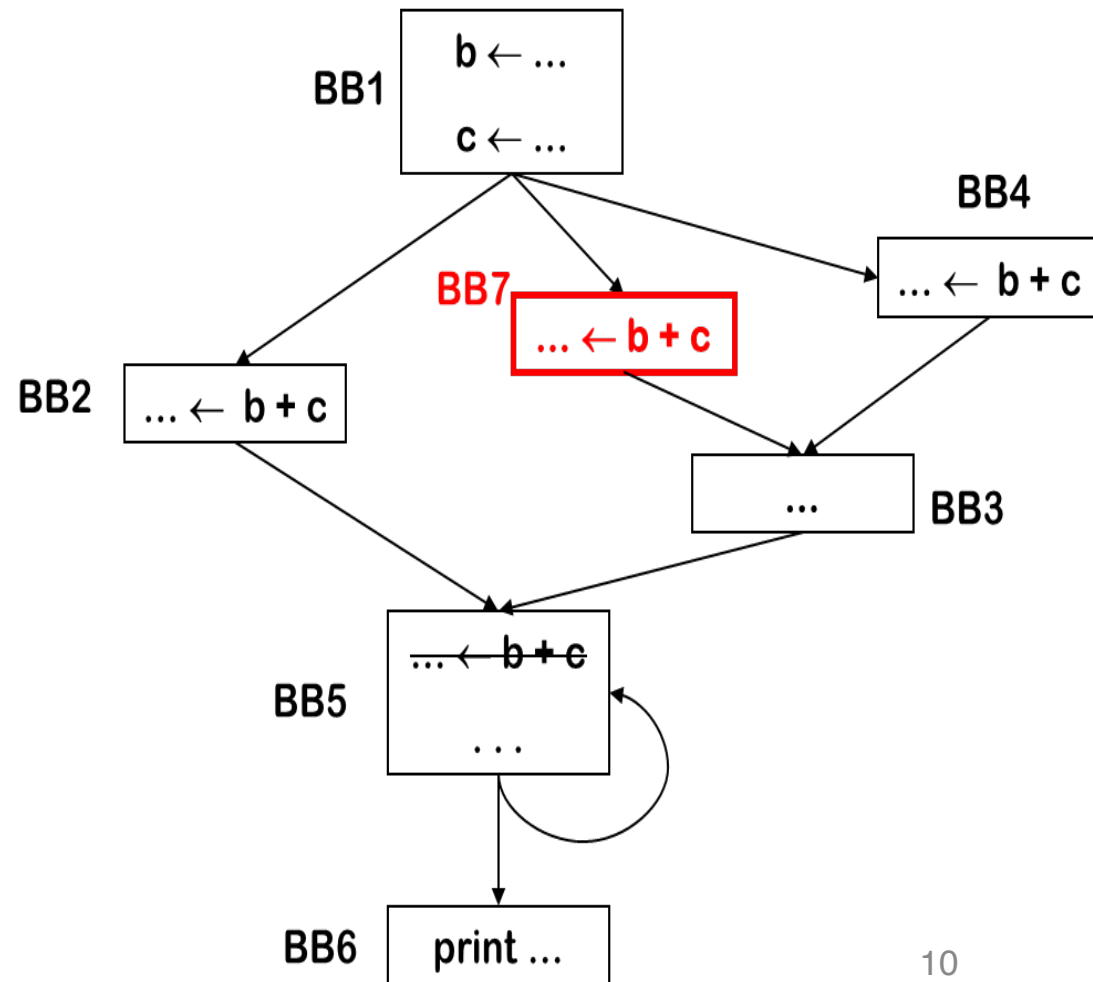 b ← ...
BB1
c ← ...
BB4
... ← b + c
BB7
... ← b + c
BB2
... ← b + c
...
BB3
... ← b + c
BB5
. . .
BB6
print ...
10